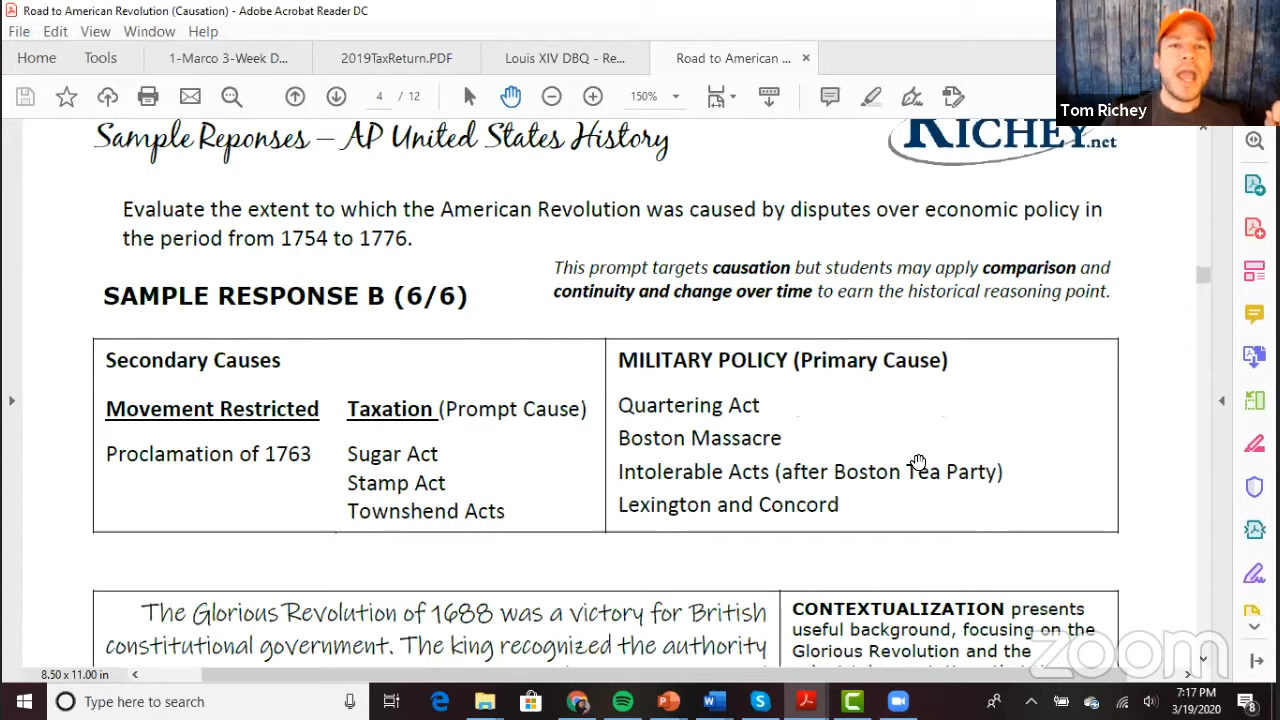 Road to American Revolution (Causation) - Adobe Acrobat Reader DC
File Edit View Window Help
Home Tools 1-Marco 3-Week D... 2019TaxReturn.PDF Louis XIV DBQ - Re... Road to American ... ×
4 / 12 150%
Tom Richey
Sample Reponses – AP United States History
RICHEY.net
Evaluate the extent to which the American Revolution was caused by disputes over economic policy in
the period from 1754 to 1776.
This prompt targets causation but students may apply comparison and
continuity and change over time to earn the historical reasoning point.
SAMPLE RESPONSE B (6/6)
Secondary Causes
Movement Restricted
Proclamation of 1763
Taxation (Prompt Cause)
Sugar Act
Stamp Act
Townshend Acts
MILITARY POLICY (Primary Cause)
Quartering Act
Boston Massacre
Intolerable Acts (after Boston Tea Party)
Lexington and Concord
The Glorious Revolution of 1688 was a victory for British
constitutional government. The king recognized the authority
CONTEXTUALIZATION presents
useful background, focusing on the
Glorious Revolution and the
zoom
8.50 x 11.00 in
Type here to search
7:17 PM
3/19/2020
8